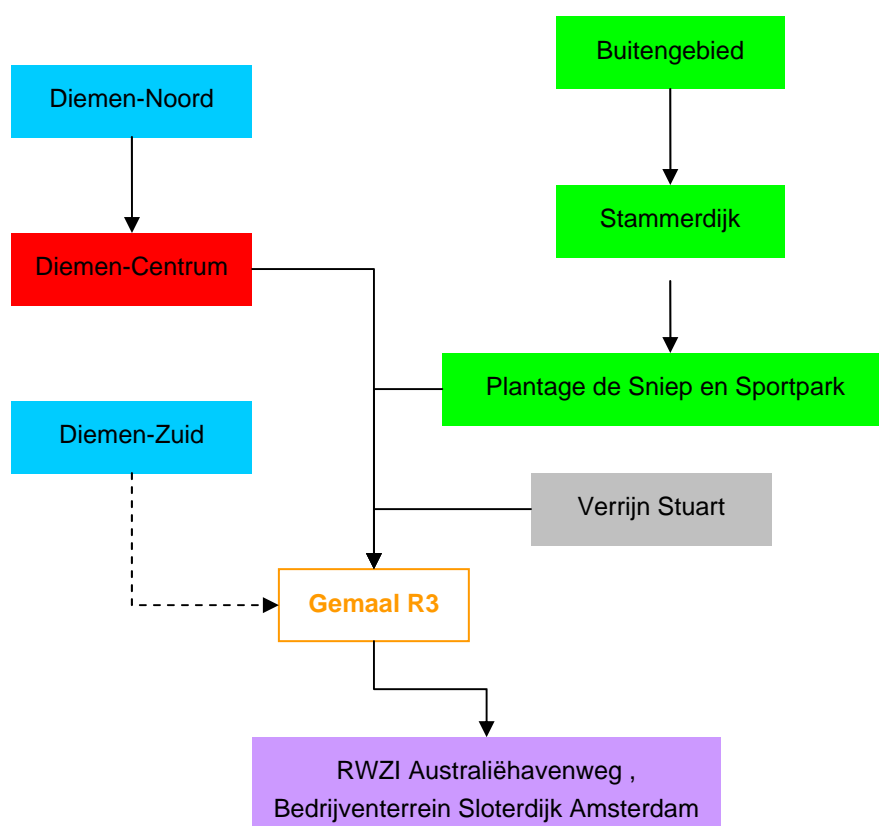 Buitengebied
Diemen-Noord
Stammerdijk
Diemen-Centrum
Plantage de Sniep en Sportpark
Diemen-Zuid
Verrijn Stuart
Gemaal R3
RWZI Australiëhavenweg ,
Bedrijventerrein Sloterdijk Amsterdam